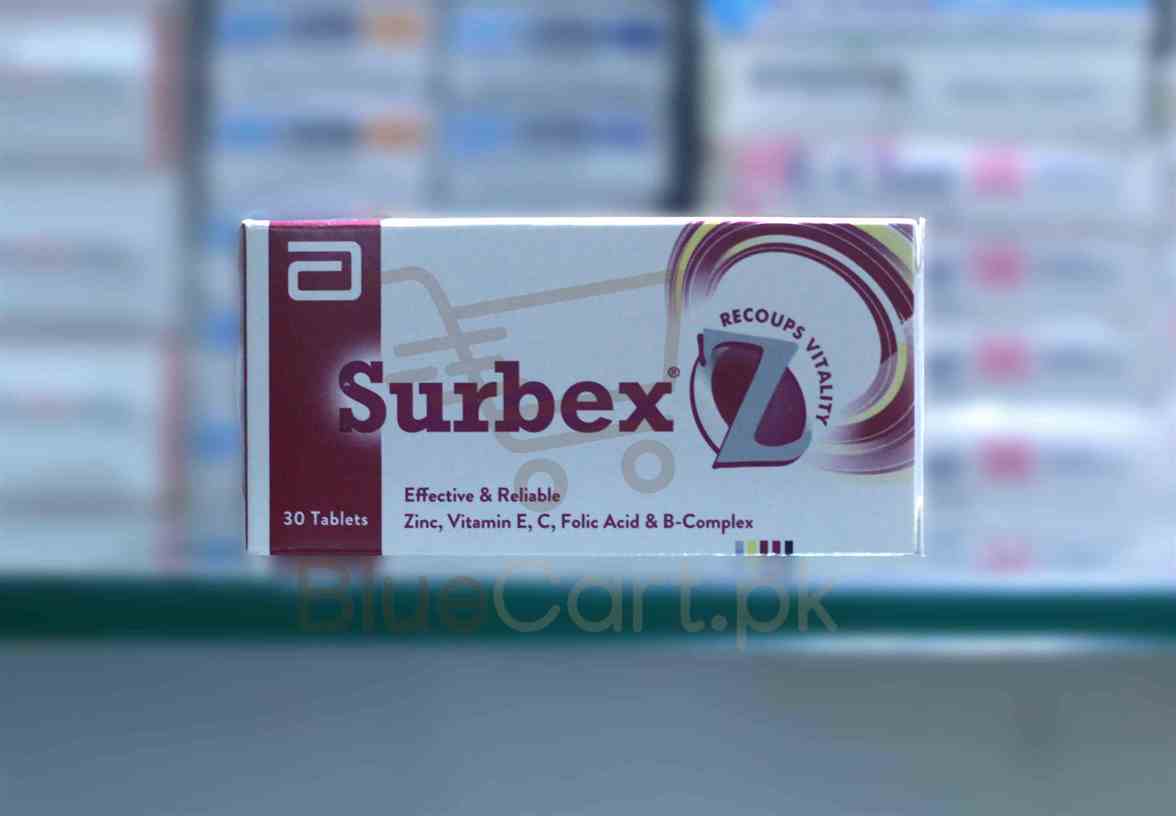 RECOUPS VITALITY
Surbex® Z
Effective & Reliable
30 Tablets
Zinc, Vitamin E, C, Folic Acid & B-Complex
BlueCart.pk